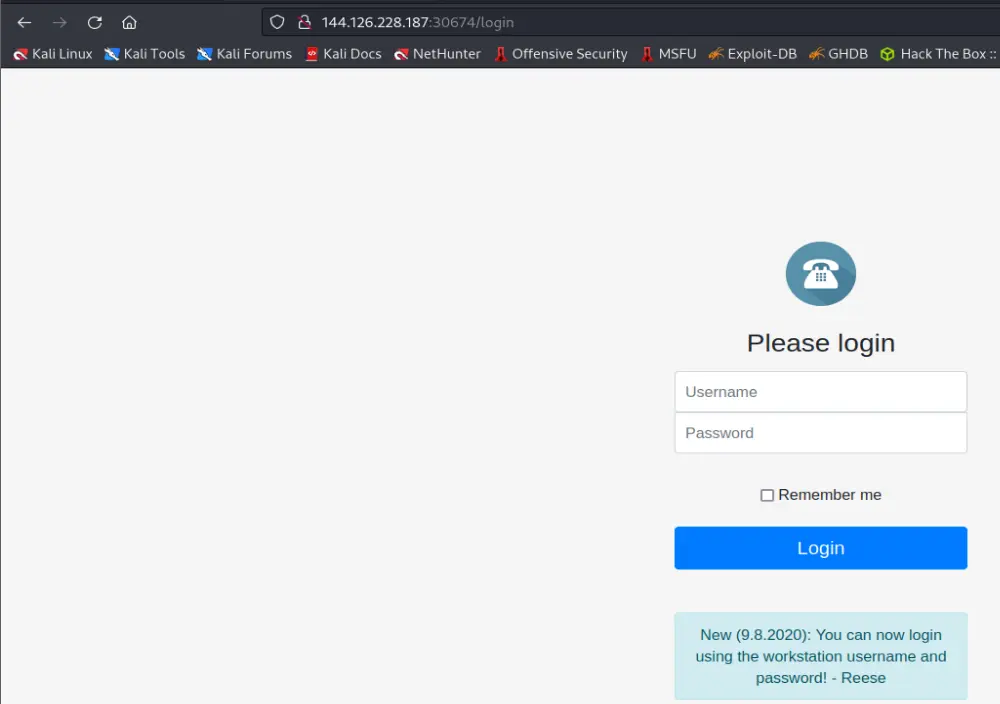 144.126.228.187:30674/login
Kali Linux Kali Tools Kali Forums Kali Docs NetHunter Offensive Security MSFU Exploit-DB GHDB Hack The Box ::
Please login
Username
Password
Remember me
Login
New (9.8.2020): You can now login
using the workstation username and
password! - Reese